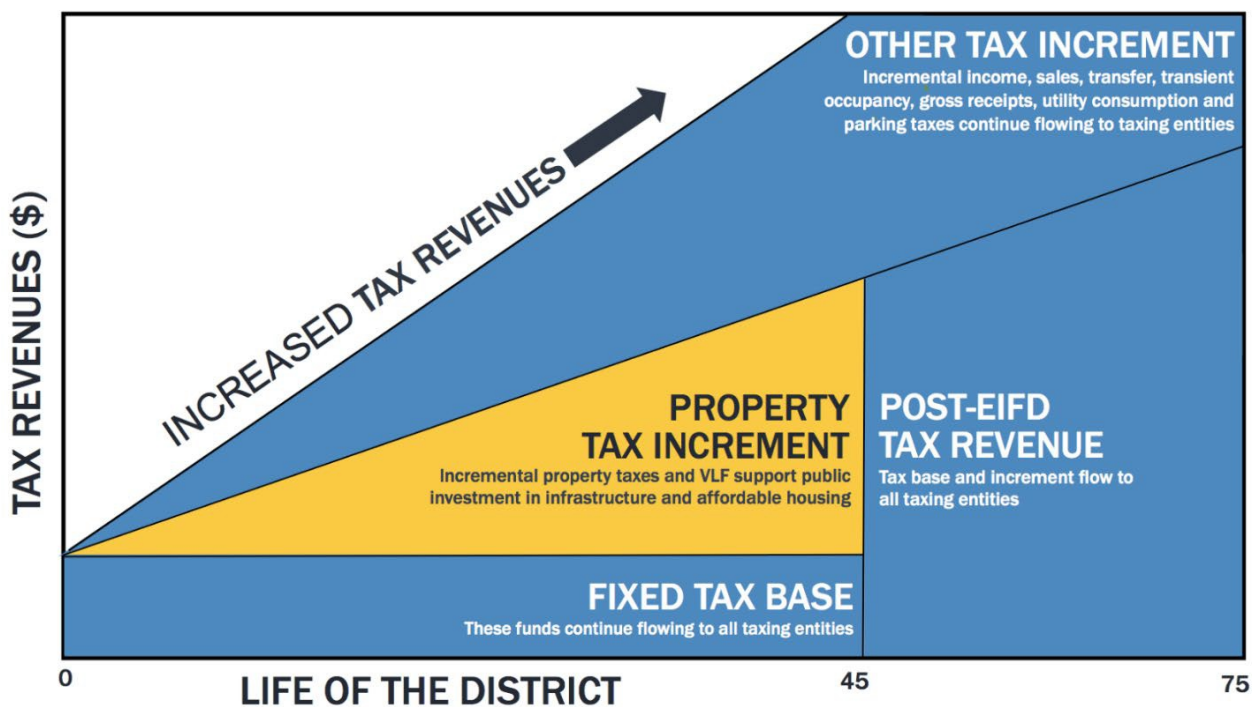 OTHER TAX INCREMENT
Incremental income, sales, transfer, transient
occupancy, gross receipts, utility consumption and
parking taxes continue flowing to taxing entities
INCREASED TAX REVENUES
TAX REVENUES ($)
PROPERTY
TAX INCREMENT
Incremental property taxes and VLF support public
investment in infrastructure and affordable housing
POST-EIFD
TAX REVENUE
Tax base and increment flow to
all taxing entities
FIXED TAX BASE
These funds continue flowing to all taxing entities
0
LIFE OF THE DISTRICT
45
75